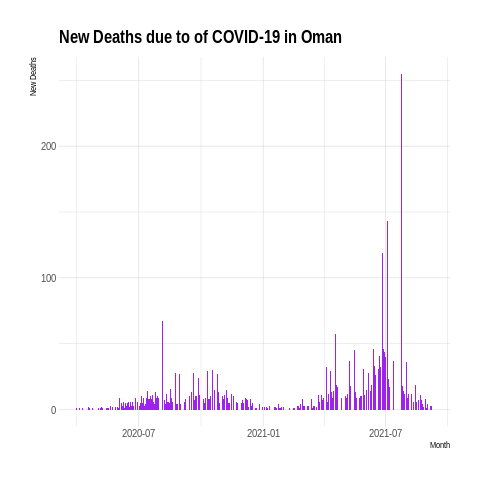 New Deaths due to of COVID-19 in Oman
New Deaths
200
100
0
2020-07
2021-01
2021-07
Month